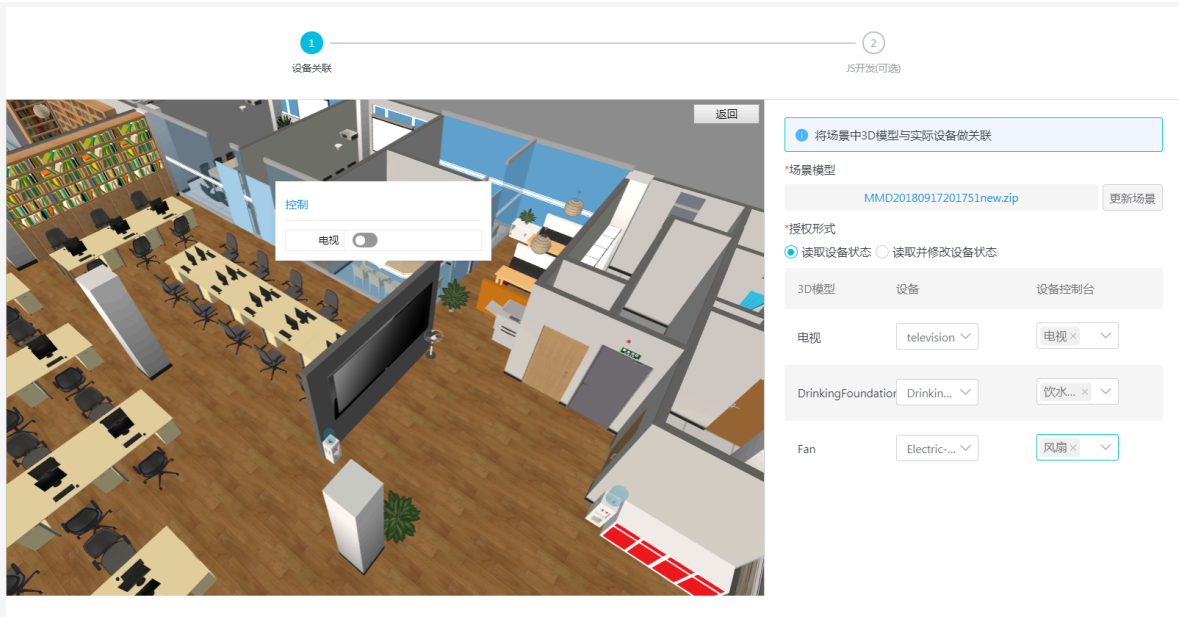 1
2
设备关联
JS开发(可选)
返回
将场景中3D模型与实际设备做关联
控制
*场景模型
MMD20180917201751new.zip
更新场景
*授权形式
电视
读取设备状态
读取并修改设备状态
3D模型
设备
设备控制台
电视
television
电视 ×
DrinkingFoundation
Drinkin...
饮水... ×
Fan
Electric-...
风扇 ×